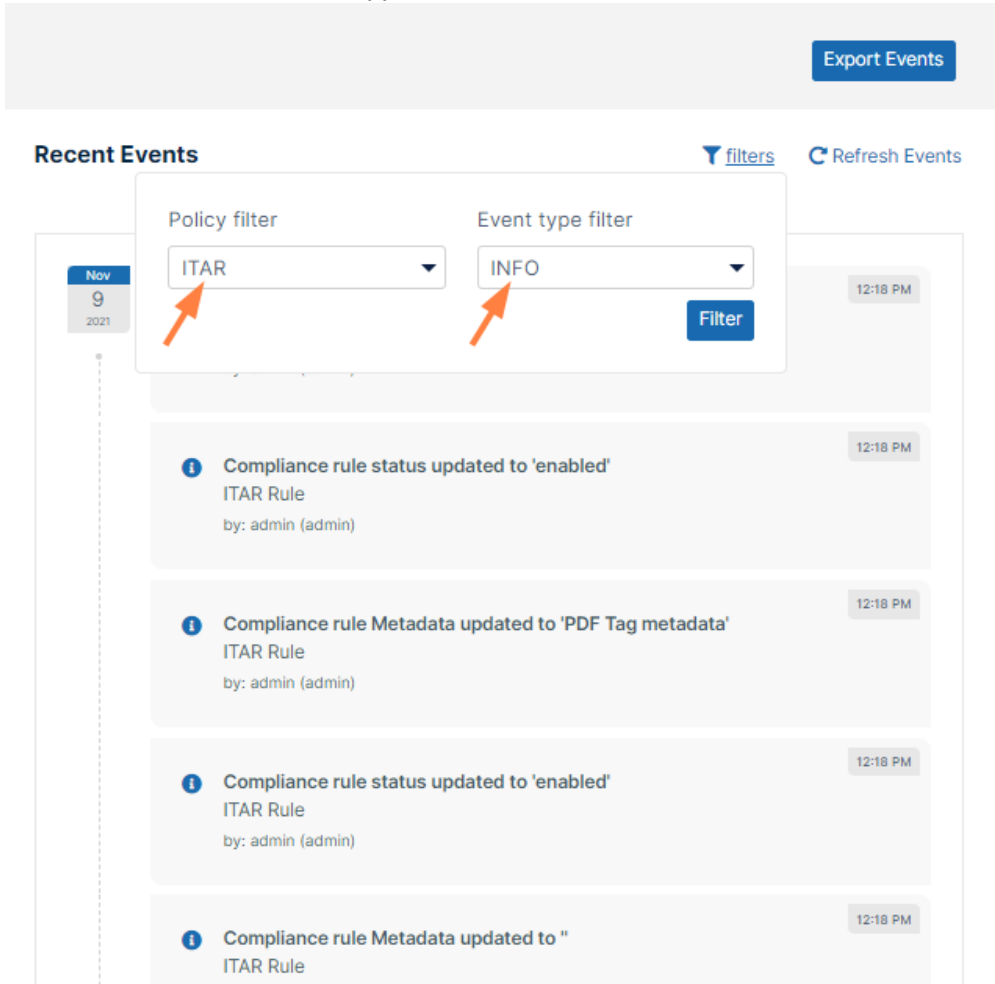 Export Events
Recent Events
filters
Refresh Events
Policy filter
Event type filter
ITAR
INFO
Filter
Nov
9
2021
12:18 PM
12:18 PM
Compliance rule status updated to 'enabled'
ITAR Rule
by: admin (admin)
12:18 PM
Compliance rule Metadata updated to 'PDF Tag metadata'
ITAR Rule
by: admin (admin)
12:18 PM
Compliance rule status updated to 'enabled'
ITAR Rule
by: admin (admin)
12:18 PM
Compliance rule Metadata updated to ''
ITAR Rule